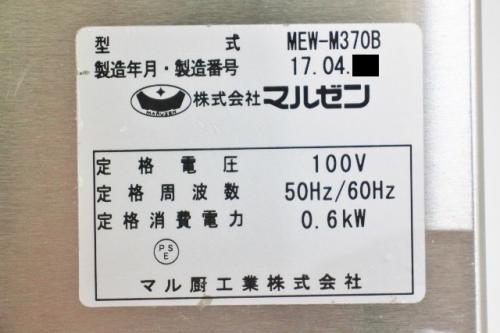 型式 MEW-M370B
製造年月・製造番号 17.04.
MARUZEN 株式会社マルゼン
定格電圧 100V
定格周波数 50Hz/60Hz
定格消費電力 0.6kW
PS
E
マル厨工業株式会社